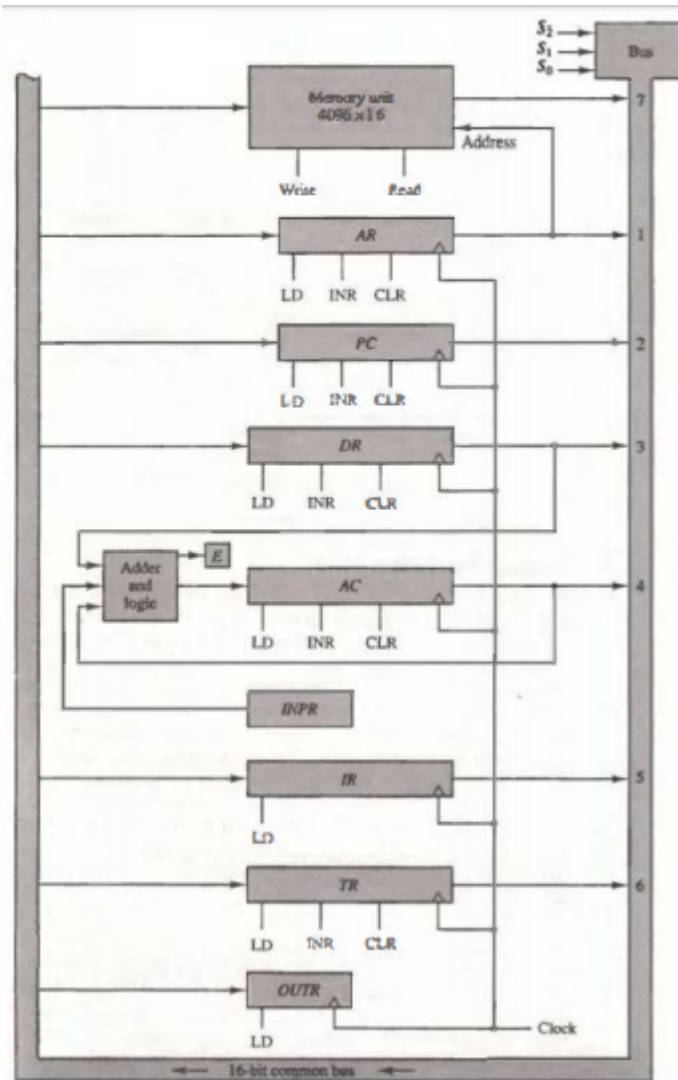 S2
S1
S0
Bus
Memory unit
4096 x 16
7
Address
Write
Read
AR
1
LD
INR
CLR
PC
2
LD
INR
CLR
DR
3
LD
INR
CLR
Adder
and
logic
E
AC
4
LD
INR
CLR
INPR
IR
5
LD
TR
6
LD
INR
CLR
OUTR
LD
Clock
16-bit common bus